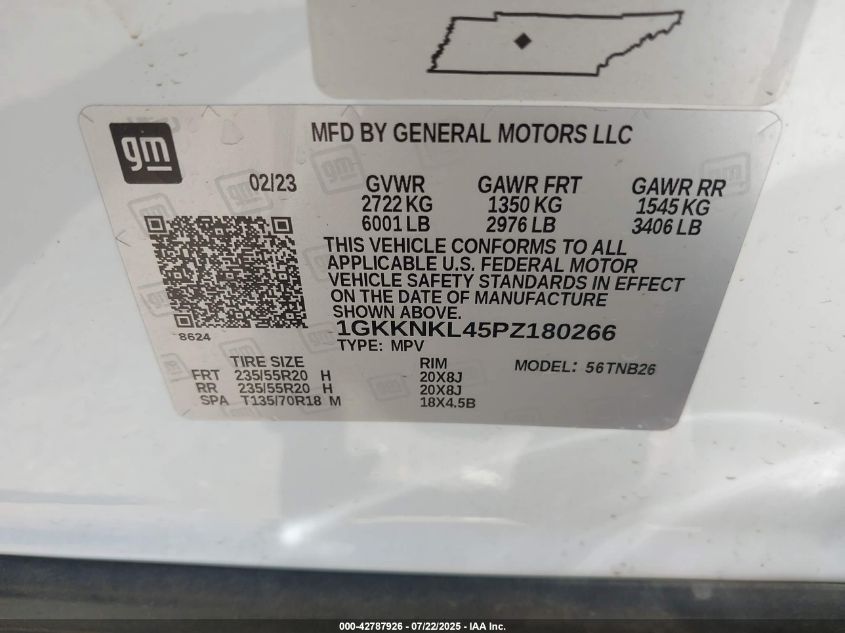 gm
MFD BY GENERAL MOTORS LLC
02/23 GVWR GAWR FRT GAWR RR
2722 KG 1350 KG 1545 KG
6001 LB 2976 LB 3406 LB
THIS VEHICLE CONFORMS TO ALL
APPLICABLE U.S. FEDERAL MOTOR
VEHICLE SAFETY STANDARDS IN EFFECT
ON THE DATE OF MANUFACTURE
SHOWN ABOVE.
8624
1GKKNKL45PZ180266
TYPE: MPV
TIRE SIZE RIM MODEL: 56TNB26
FRT 235/55R20 H 20X8J
RR 235/55R20 H 20X8J
SPA T135/70R18 M 18X4.5B
000-42787926 - 07/22/2025 - IAA Inc.